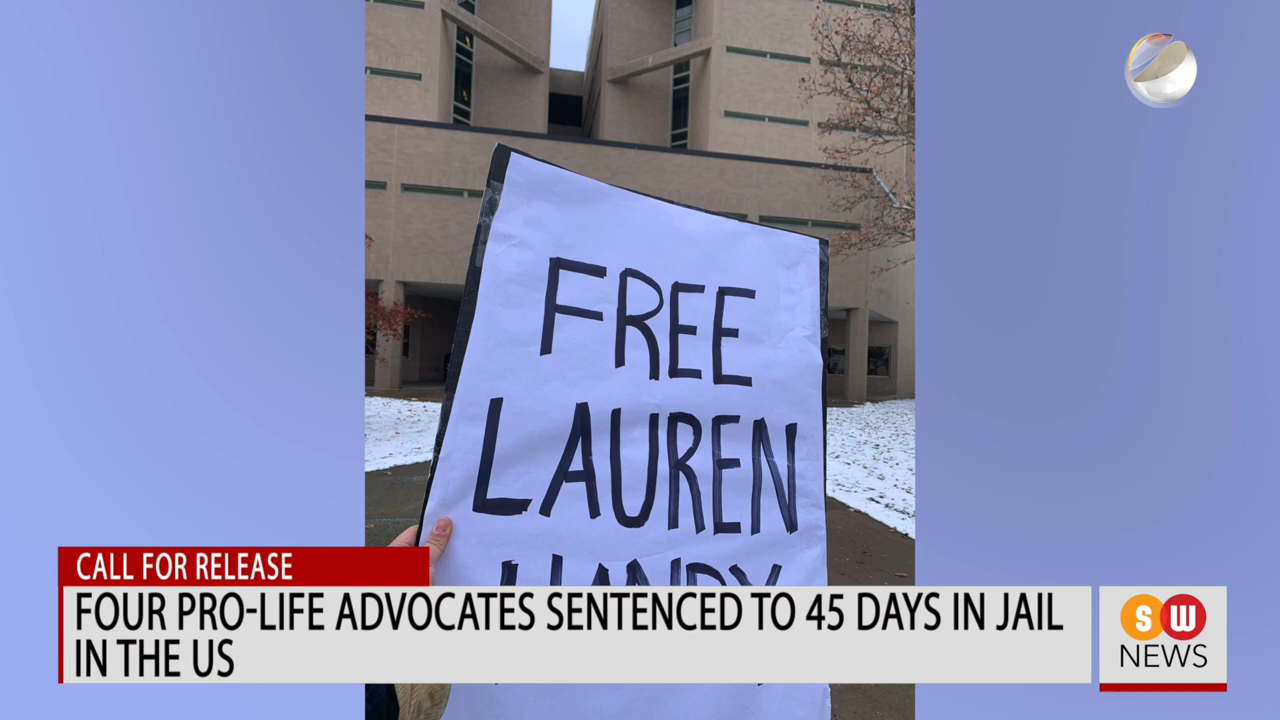 FREE
LAUREN
HANDY
CALL FOR RELEASE
FOUR PRO-LIFE ADVOCATES SENTENCED TO 45 DAYS IN JAIL
IN THE US
SW
NEWS